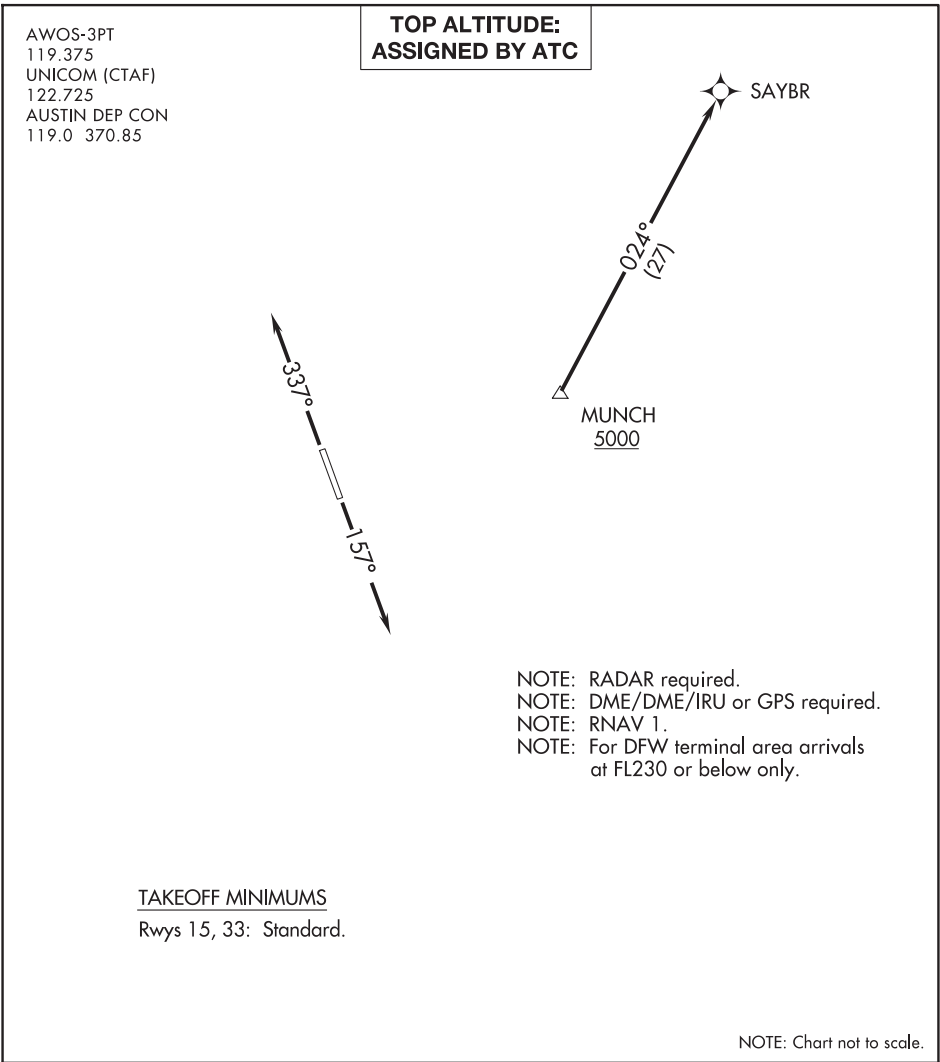 AWOS-3PT
119.375
UNICOM (CTAF)
122.725
AUSTIN DEP CON
119.0 370.85
TOP ALTITUDE:
ASSIGNED BY ATC
SAYBR
024°
(27)
MUNCH
5000
337°
157°
NOTE: RADAR required.
NOTE: DME/DME/IRU or GPS required.
NOTE: RNAV 1.
NOTE: For DFW terminal area arrivals
at FL230 or below only.
TAKEOFF MINIMUMS
Rwys 15, 33: Standard.
NOTE: Chart not to scale.